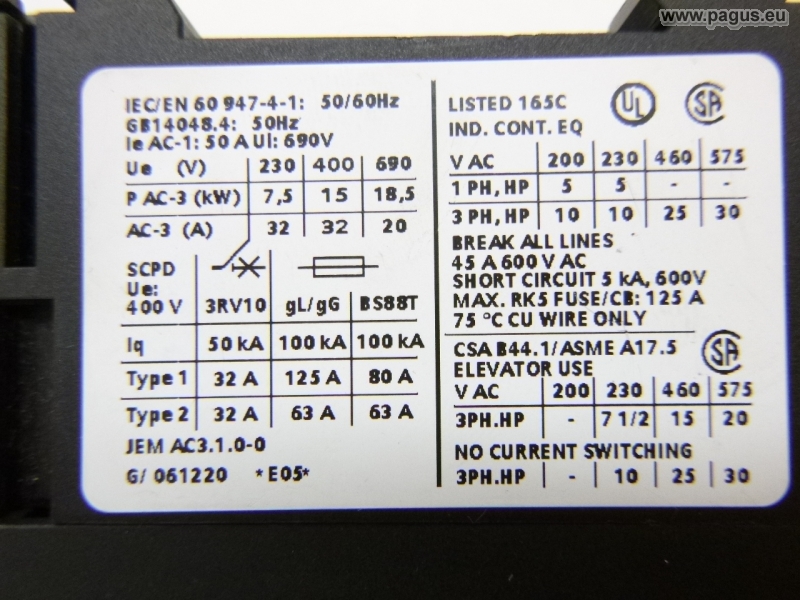 www.pagus.eu
IEC/EN 60 947-4-1: 50/60Hz
GB14048.4: 50Hz
Ie AC-1: 50 A UI: 690V
Ue (V) 230 400 690
P AC-3 (kW) 7,5 15 18,5
AC-3 (A) 32 32 20
SCPD
Ue:
400 V 3RV10 gL/gG BS88T
Iq 50 kA 100 kA 100 kA
Type 1 32 A 125 A 80 A
Type 2 32 A 63 A 63 A
JEM AC3.1.0-0
G/ 061220 *E05*
LISTED 165C UL SA
IND. CONT. EQ
V AC 200 230 460 575
1 PH, HP 5 5 - -
3 PH, HP 10 10 25 30
BREAK ALL LINES
45 A 600 V AC
SHORT CIRCUIT 5 kA, 600V
MAX. RK5 FUSE/CB: 125 A
75 °C CU WIRE ONLY
CSA B44.1/ASME A17.5 SA
ELEVATOR USE
V AC 200 230 460 575
3PH.HP - 7 1/2 15 20
NO CURRENT SWITCHING
3PH.HP - 10 25 30